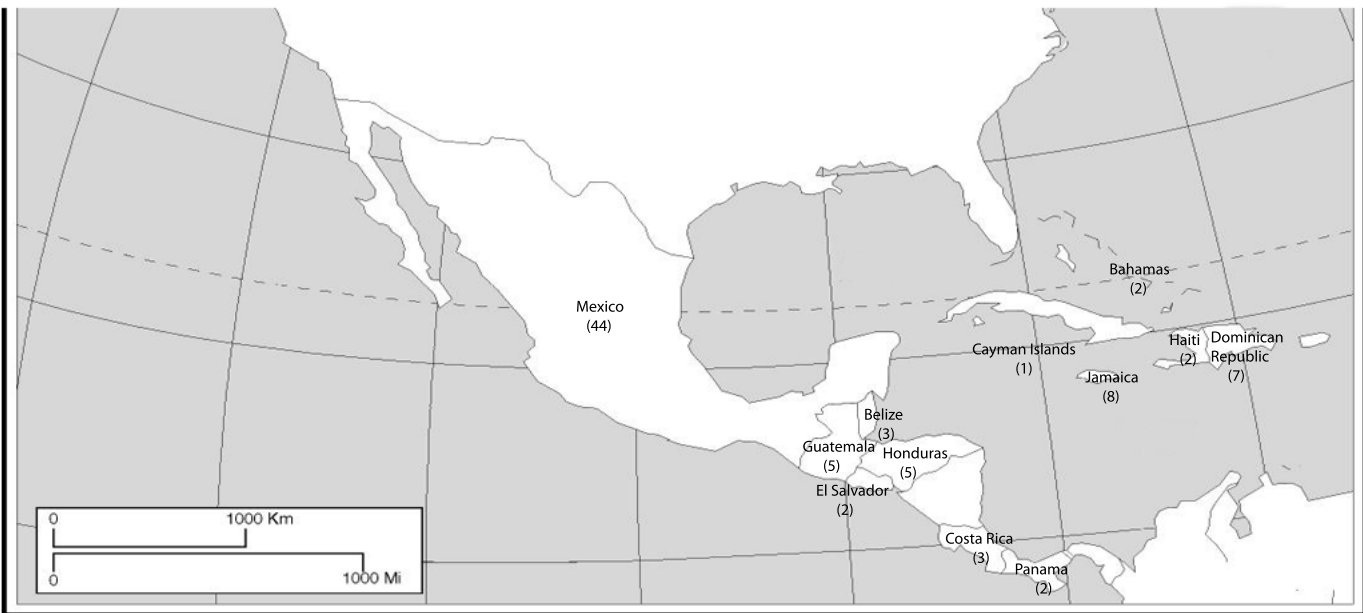 Mexico
(44)
Bahamas
(2)
Cayman Islands
(1)
Haiti
(2)
Dominican
Republic
(7)
Jamaica
(8)
Belize
(3)
Guatemala
(5)
Honduras
(5)
El Salvador
(2)
Costa Rica
(3)
Panama
(2)
0
1000 Km
0
1000 Mi